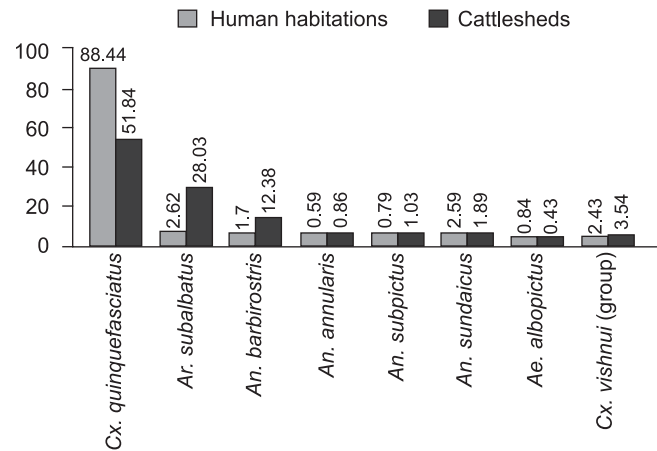 Human habitations Cattlesheds
100
80
60
40
20
0
88.44 51.84
2.62 28.03
1.7 12.38
0.59 0.86
0.79 1.03
2.59 1.89
0.84 0.43
2.43 3.54
Cx. quinquefasciatus
Ar. subalbatus
An. barbirostris
An. annularis
An. subpictus
An. sundaicus
Ae. albopictus
Cx. vishnui (group)